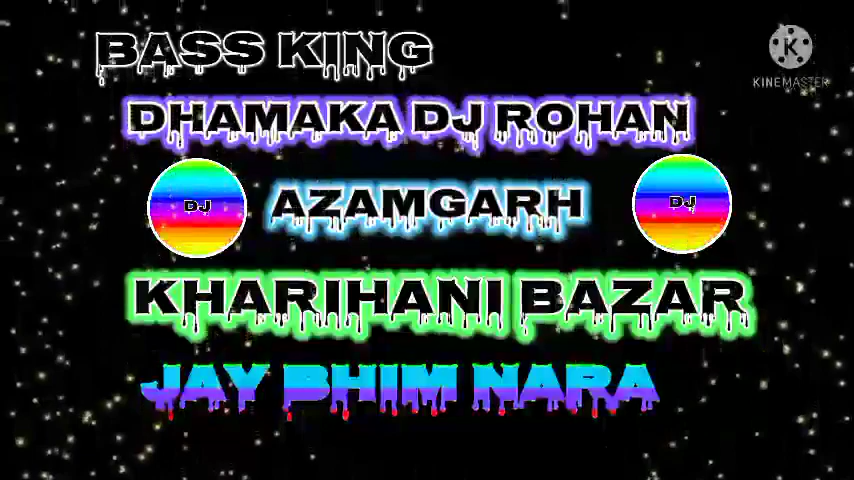 BASS KING
K
KINEMASTER
DHAMAKA DJ ROHAN
DJ
AZAMGARH
DJ
KHARIHANI BAZAR
JAY BHIM NARA